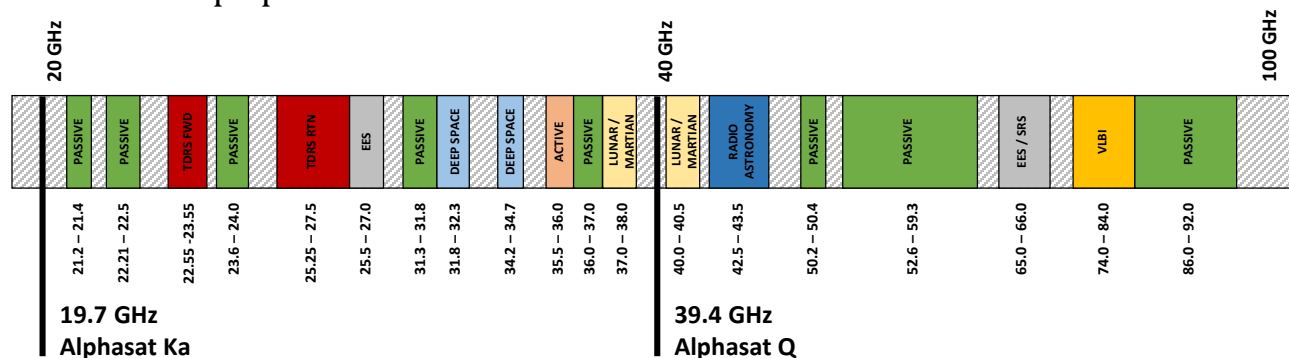 20 GHz
40 GHz
100 GHz
PASSIVE
PASSIVE
TDRS FWD
PASSIVE
TDRS RTN
EES
PASSIVE
DEEP SPACE
DEEP SPACE
ACTIVE
PASSIVE
LUNAR /
MARTIAN
LUNAR /
MARTIAN
RADIO
ASTRONOMY
PASSIVE
PASSIVE
EES / SRS
VLBI
PASSIVE
21.2 – 21.4
22.21 – 22.5
22.55 -23.55
23.6 – 24.0
25.25 – 27.5
25.5 – 27.0
31.3 – 31.8
31.8 – 32.3
34.2 – 34.7
35.5 – 36.0
36.0 – 37.0
37.0 – 38.0
40.0 – 40.5
42.5 – 43.5
50.2 – 50.4
52.6 – 59.3
65.0 – 66.0
74.0 – 84.0
86.0 – 92.0
19.7 GHz
Alphasat Ka
39.4 GHz
Alphasat Q